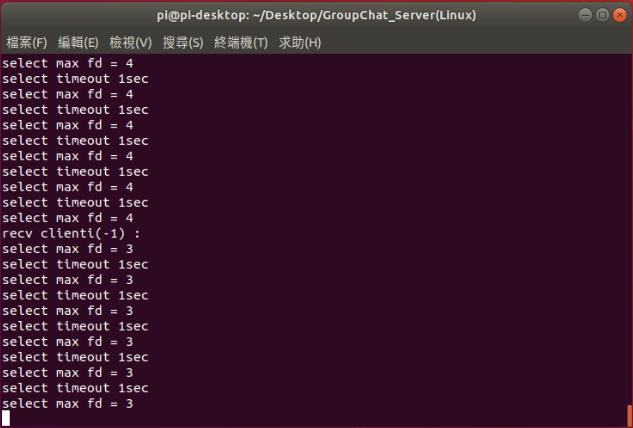 pi@pi-desktop: ~/Desktop/GroupChat_Server(Linux)
檔案(F) 編輯(E) 檢視(V) 搜尋(S) 終端機(T) 求助(H)
select max fd = 4
select timeout 1sec
select max fd = 4
select timeout 1sec
select max fd = 4
select timeout 1sec
select max fd = 4
select timeout 1sec
select max fd = 4
select timeout 1sec
select max fd = 4
recv clienti(-1) :
select max fd = 3
select timeout 1sec
select max fd = 3
select timeout 1sec
select max fd = 3
select timeout 1sec
select max fd = 3
select timeout 1sec
select max fd = 3
select timeout 1sec
select max fd = 3